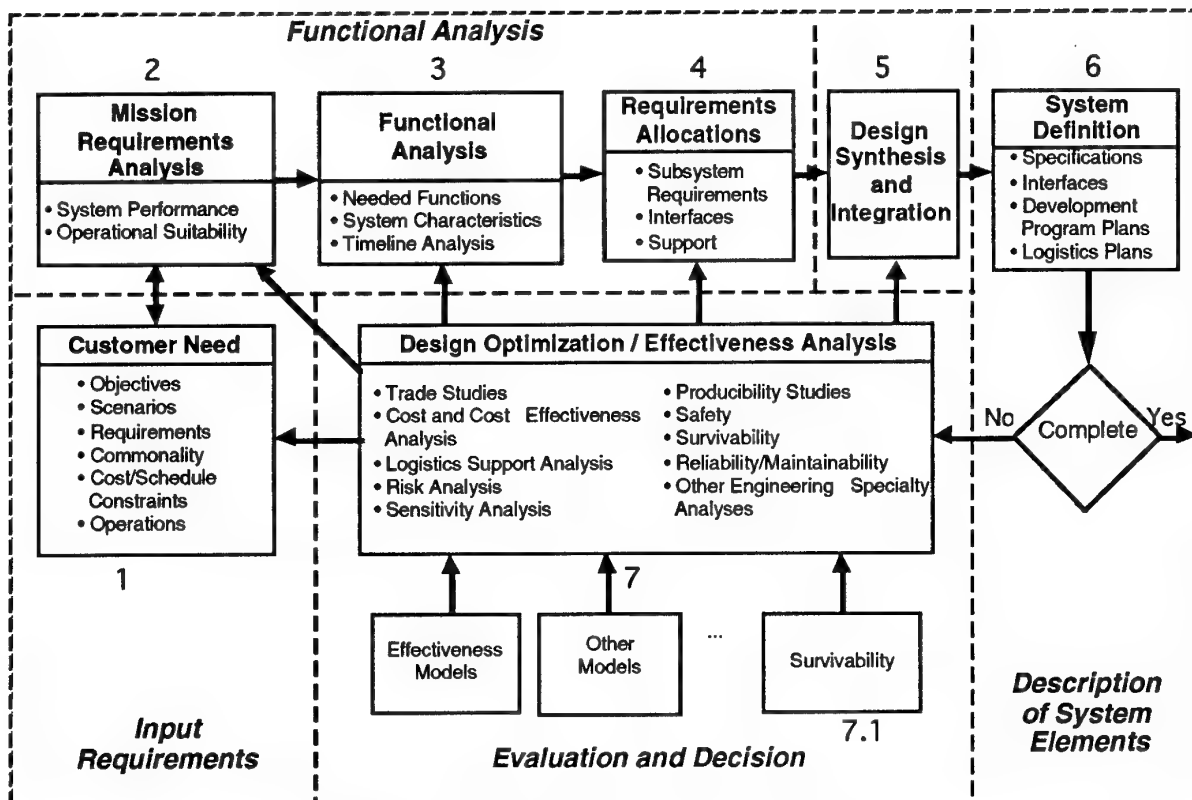 Functional Analysis
2
3
4
5
6
Mission
Requirements
Analysis
• System Performance
• Operational Suitability
Functional
Analysis
• Needed Functions
• System Characteristics
• Timeline Analysis
Requirements
Allocations
• Subsystem
Requirements
• Interfaces
• Support
Design
Synthesis
and
Integration
System
Definition
• Specifications
• Interfaces
• Development
Program Plans
• Logistics Plans
Customer Need
• Objectives
• Scenarios
• Requirements
• Commonality
• Cost/Schedule
Constraints
• Operations
1
Design Optimization / Effectiveness Analysis
• Trade Studies
• Cost and Cost Effectiveness
Analysis
• Logistics Support Analysis
• Risk Analysis
• Sensitivity Analysis
• Producibility Studies
• Safety
• Survivability
• Reliability/Maintainability
• Other Engineering Specialty
Analyses
No
Complete
Yes
7
Effectiveness
Models
Other
Models
...
Survivability
7.1
Input
Requirements
Evaluation and Decision
Description
of System
Elements